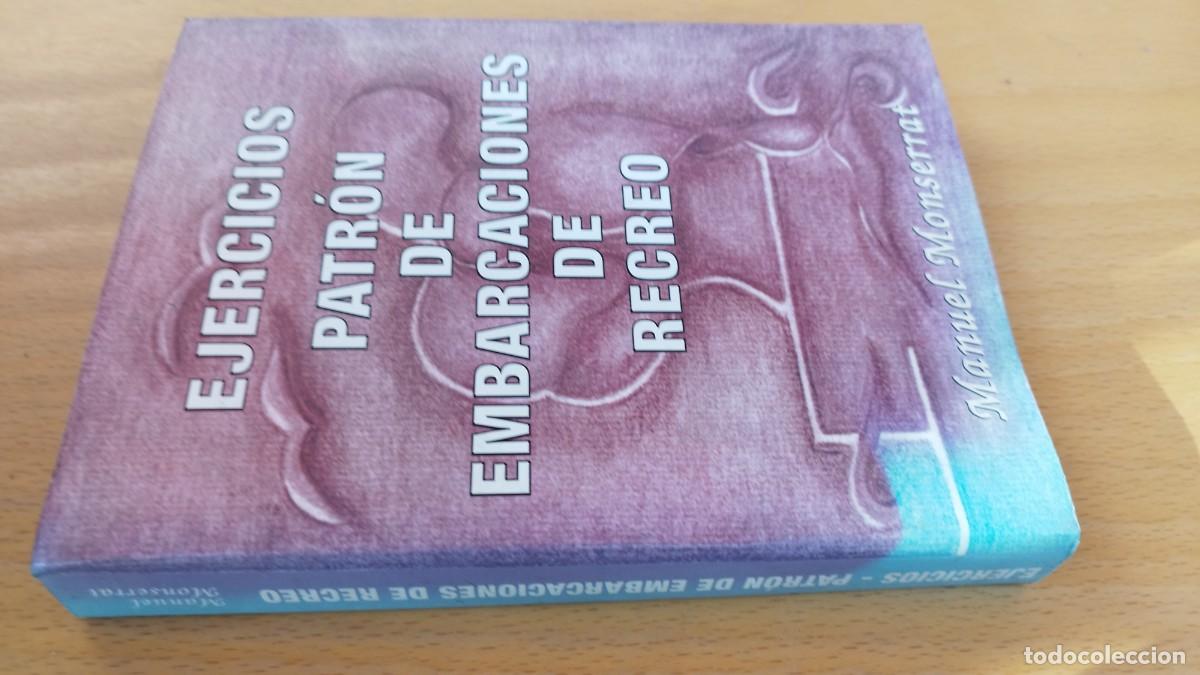 EJERCICIOS
PATRÓN
DE
EMBARCACIONES
DE
RECREO
Manuel Monserrat
EJERCICIOS - PATRÓN DE EMBARCACIONES DE RECREO
Manuel
Monserrat
todocoleccion